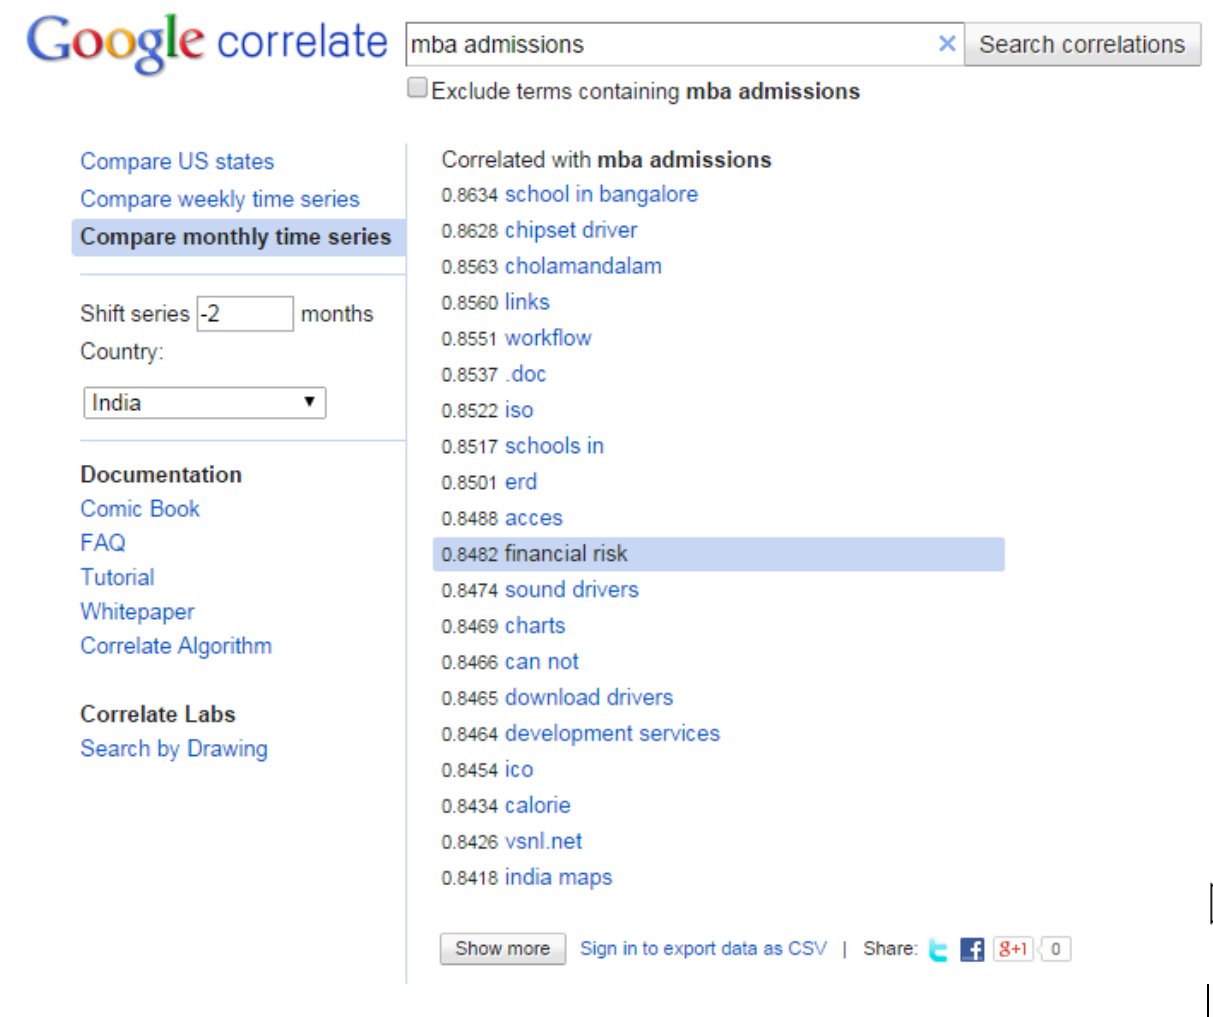 Google correlate
mba admissions × Search correlations
Exclude terms containing mba admissions
Compare US states
Compare weekly time series
Compare monthly time series
Shift series -2 months
Country:
India
Documentation
Comic Book
FAQ
Tutorial
Whitepaper
Correlate Algorithm
Correlate Labs
Search by Drawing
Correlated with mba admissions
0.8634 school in bangalore
0.8628 chipset driver
0.8563 cholamandalam
0.8560 links
0.8551 workflow
0.8537 .doc
0.8522 iso
0.8517 schools in
0.8501 erd
0.8488 acces
0.8482 financial risk
0.8474 sound drivers
0.8469 charts
0.8466 can not
0.8465 download drivers
0.8464 development services
0.8454 ico
0.8434 calorie
0.8426 vsnl.net
0.8418 india maps
Show more Sign in to export data as CSV | Share: g+1 0